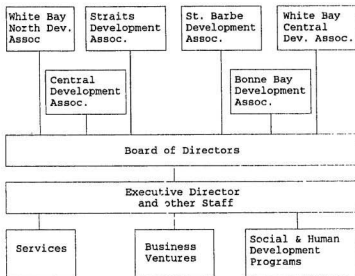 White Bay
North Dev.
Assoc
Straits
Development
Assoc.
St. Barbe
Development
Assoc.
White Bay
Central
Dev. Assoc.
Central
Development
Assoc.
Bonne Bay
Development
Assoc.
Board of Directors
Executive Director
and other Staff
Services
Business
Ventures
Social & Human
Development
Programs